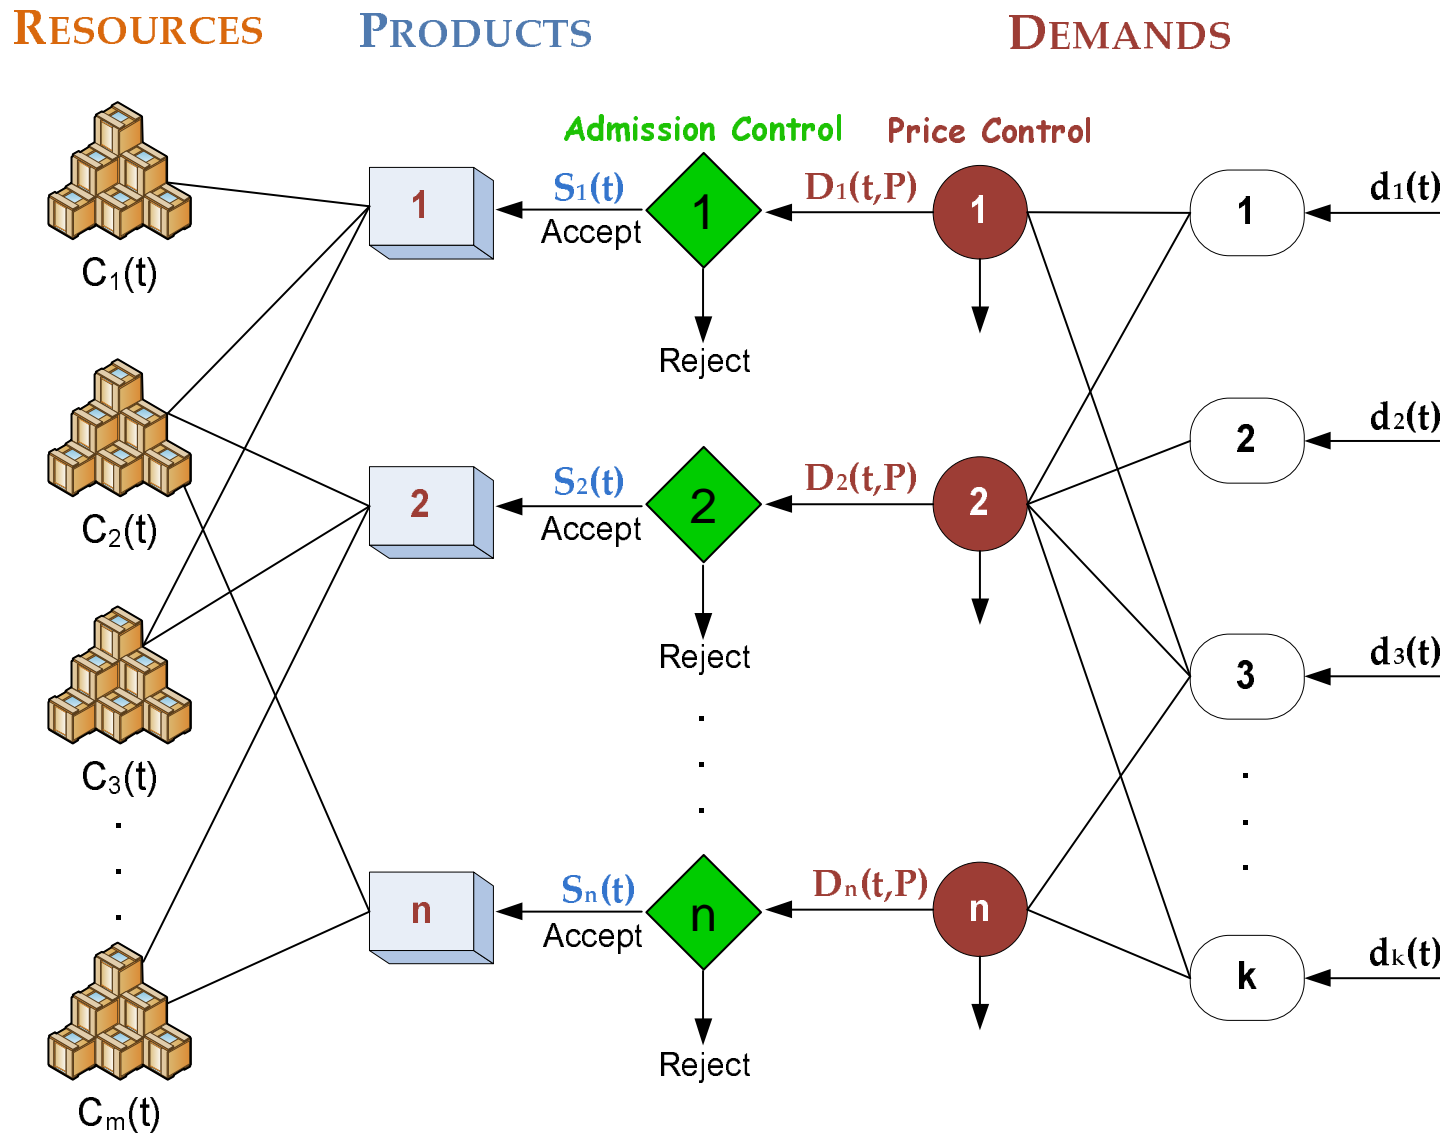 RESOURCES PRODUCTS DEMANDS
Admission Control Price Control
1 S1(t) Accept 1 D1(t,P) 1 1 d1(t)
C1(t)
Reject
2 d2(t)
2 S2(t) Accept 2 D2(t,P) 2
C2(t)
Reject
3 d3(t)
C3(t)
. . .
. . .
. . .
n Sn(t) Accept n Dn(t,P) n
k dk(t)
Reject
Cm(t)